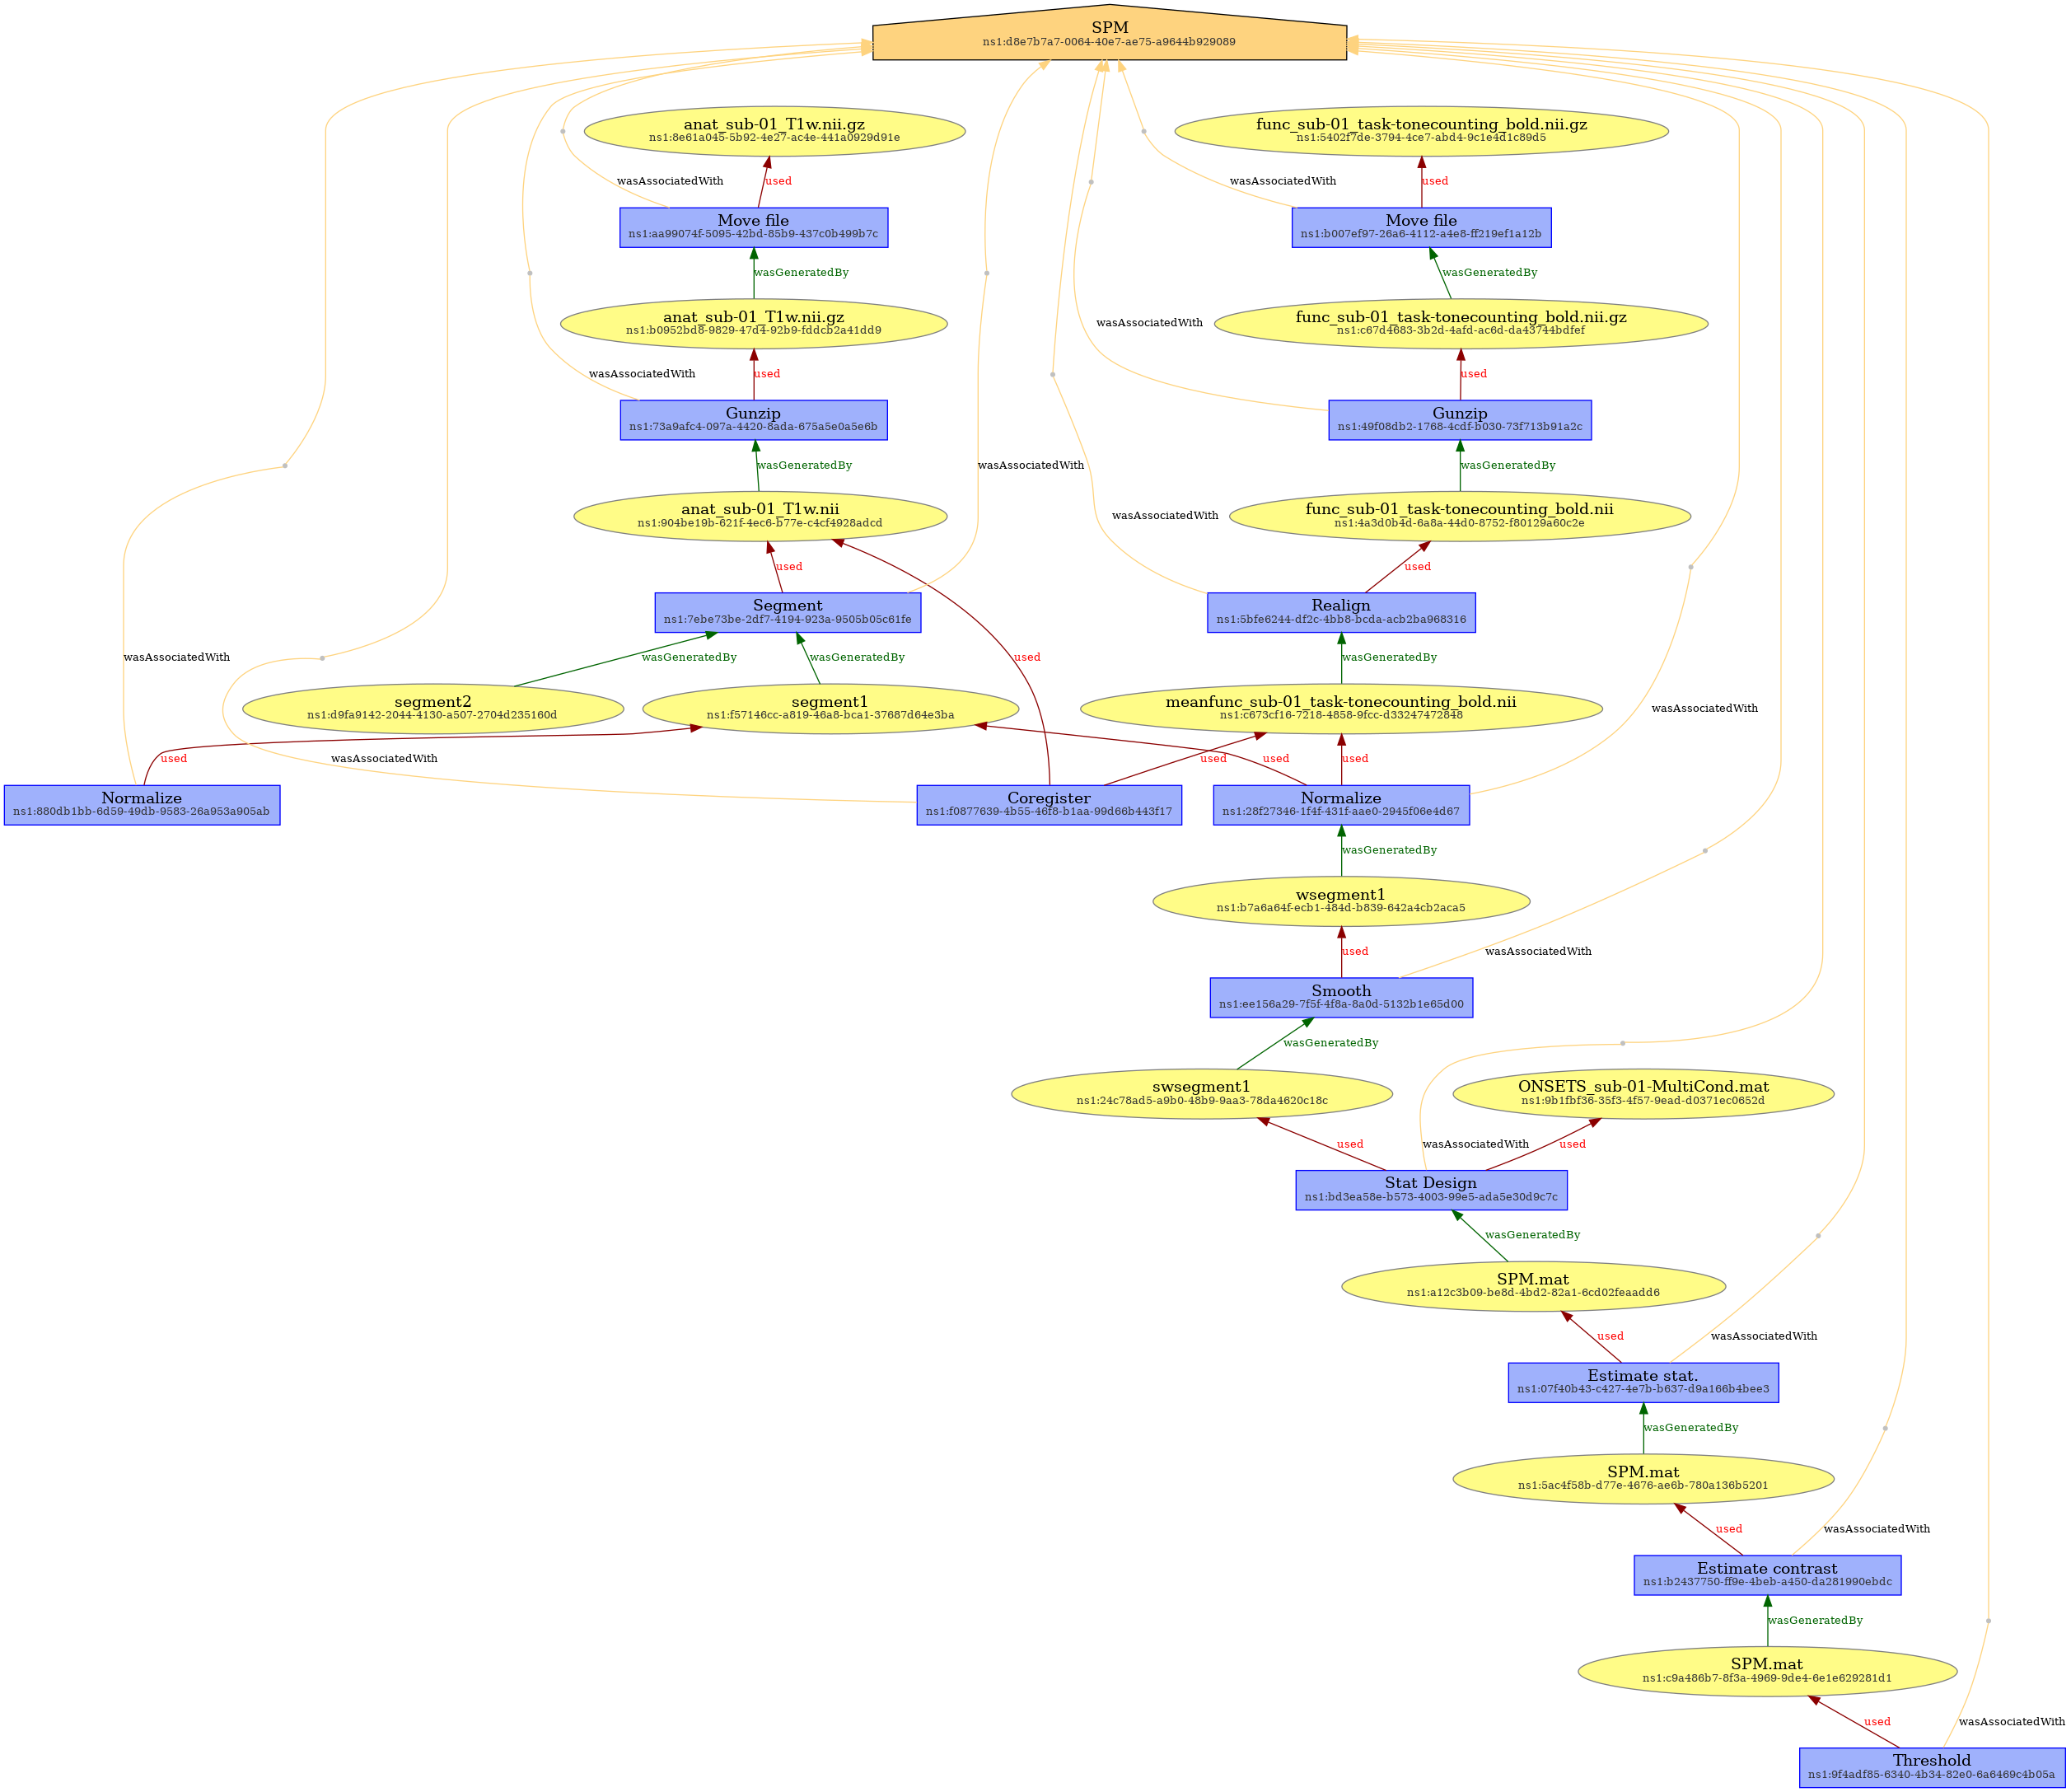 SPM
ns1:d8e7b7a7-0064-40e7-ae75-a9644b929089
anat_sub-01_T1w.nii.gz
ns1:8e61a045-5b92-4e27-ac4e-441a0929d91e
func_sub-01_task-tonecounting_bold.nii.gz
ns1:5402f7de-3794-4ce7-abd4-9c1e4d1c89d5
wasAssociatedWith
used
wasAssociatedWith
used
Move file
ns1:aa99074f-5095-42bd-85b9-437c0b499b7c
Move file
ns1:b007ef97-26a6-4112-a4e8-ff219ef1a12b
wasGeneratedBy
wasGeneratedBy
anat_sub-01_T1w.nii.gz
ns1:b0952bd8-9829-47d4-92b9-fddcb2a41dd9
wasAssociatedWith
func_sub-01_task-tonecounting_bold.nii.gz
ns1:c67d4683-3b2d-4afd-ac6d-da43744bdfef
wasAssociatedWith
used
used
Gunzip
ns1:73a9afc4-097a-4420-8ada-675a5e0a5e6b
Gunzip
ns1:49f08db2-1768-4cdf-b030-73f713b91a2c
wasGeneratedBy
wasAssociatedWith
wasGeneratedBy
anat_sub-01_T1w.nii
ns1:904be19b-621f-4ec6-b77e-c4cf4928adcd
wasAssociatedWith
func_sub-01_task-tonecounting_bold.nii
ns1:4a3d0b4d-6a8a-44d0-8752-f80129a60c2e
used
used
Segment
ns1:7ebe73be-2df7-4194-923a-9505b05c61fe
Realign
ns1:5bfe6244-df2c-4bb8-bcda-acb2ba968316
wasAssociatedWith
wasGeneratedBy
wasGeneratedBy
used
wasGeneratedBy
segment2
ns1:d9fa9142-2044-4130-a507-2704d235160d
segment1
ns1:f57146cc-a819-46a8-bca1-37687d64e3ba
meanfunc_sub-01_task-tonecounting_bold.nii
ns1:c673cf16-7218-4858-9fcc-d33247472848
wasAssociatedWith
used
wasAssociatedWith
used
used
used
Normalize
ns1:880db1bb-6d59-49db-9583-26a953a905ab
Coregister
ns1:f0877639-4b55-46f8-b1aa-99d66b443f17
Normalize
ns1:28f27346-1f4f-431f-aae0-2945f06e4d67
wasGeneratedBy
wsegment1
ns1:b7a6a64f-ecb1-484d-b839-642a4cb2aca5
used
wasAssociatedWith
Smooth
ns1:ee156a29-7f5f-4f8a-8a0d-5132b1e65d00
wasGeneratedBy
swsegment1
ns1:24c78ad5-a9b0-48b9-9aa3-78da4620c18c
ONSETS_sub-01-MultiCond.mat
ns1:9b1fbf36-35f3-4f57-9ead-d0371ec0652d
used
wasAssociatedWith
used
Stat Design
ns1:bd3ea58e-b573-4003-99e5-ada5e30d9c7c
wasGeneratedBy
SPM.mat
ns1:a12c3b09-be8d-4bd2-82a1-6cd02feaadd6
used
wasAssociatedWith
Estimate stat.
ns1:07f40b43-c427-4e7b-b637-d9a166b4bee3
wasGeneratedBy
SPM.mat
ns1:5ac4f58b-d77e-4676-ae6b-780a136b5201
used
wasAssociatedWith
Estimate contrast
ns1:b2437750-ff9e-4beb-a450-da281990ebdc
wasGeneratedBy
SPM.mat
ns1:c9a486b7-8f3a-4969-9de4-6e1e629281d1
used
wasAssociatedWith
Threshold
ns1:9f4adf85-6340-4b34-82e0-6a6469c4b05a